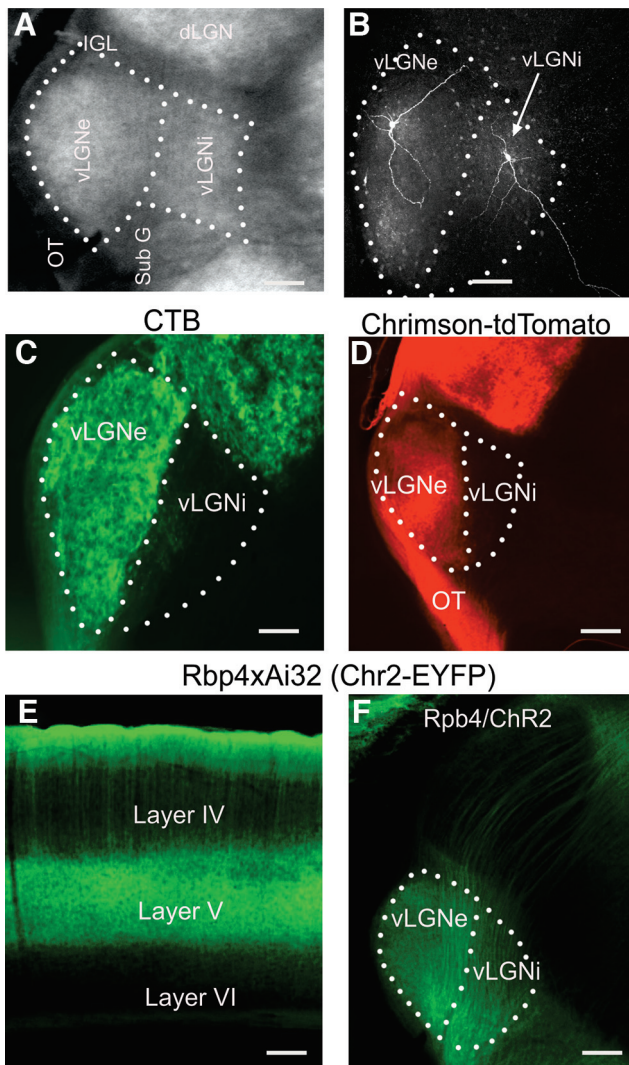 A
IGL
dLGN
vLGNe
vLGNi
OT
Sub G
B
vLGNe
vLGNi
CTB
C
vLGNe
vLGNi
Chrimson-tdTomato
D
vLGNe
vLGNi
OT
Rbp4xAi32 (Chr2-EYFP)
E
Layer IV
Layer V
Layer VI
F
Rpb4/ChR2
vLGNe
vLGNi